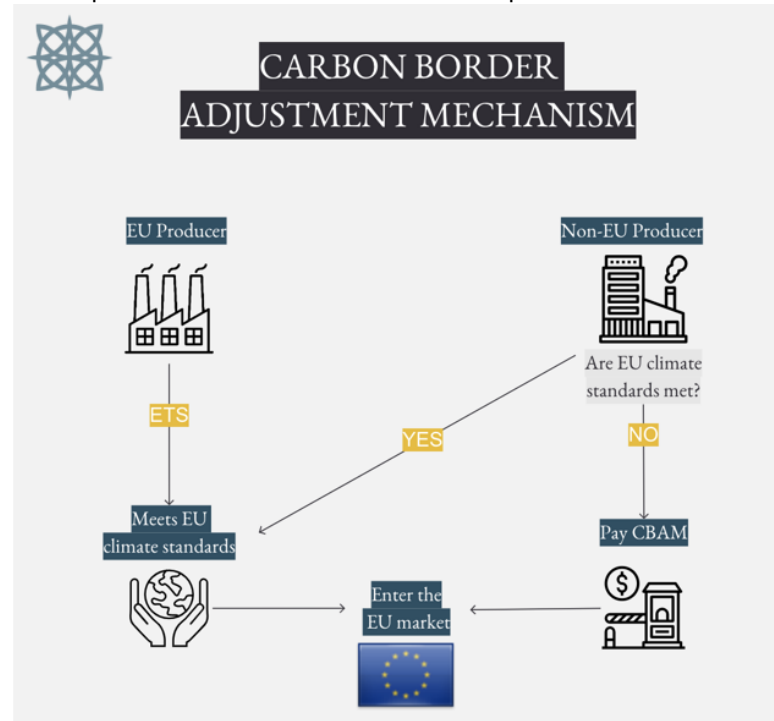 CARBON BORDER
ADJUSTMENT MECHANISM
EU Producer
Non-EU Producer
Are EU climate
standards met?
ETS
YES
NO
Meets EU
climate standards
Pay CBAM
$
Enter the
EU market